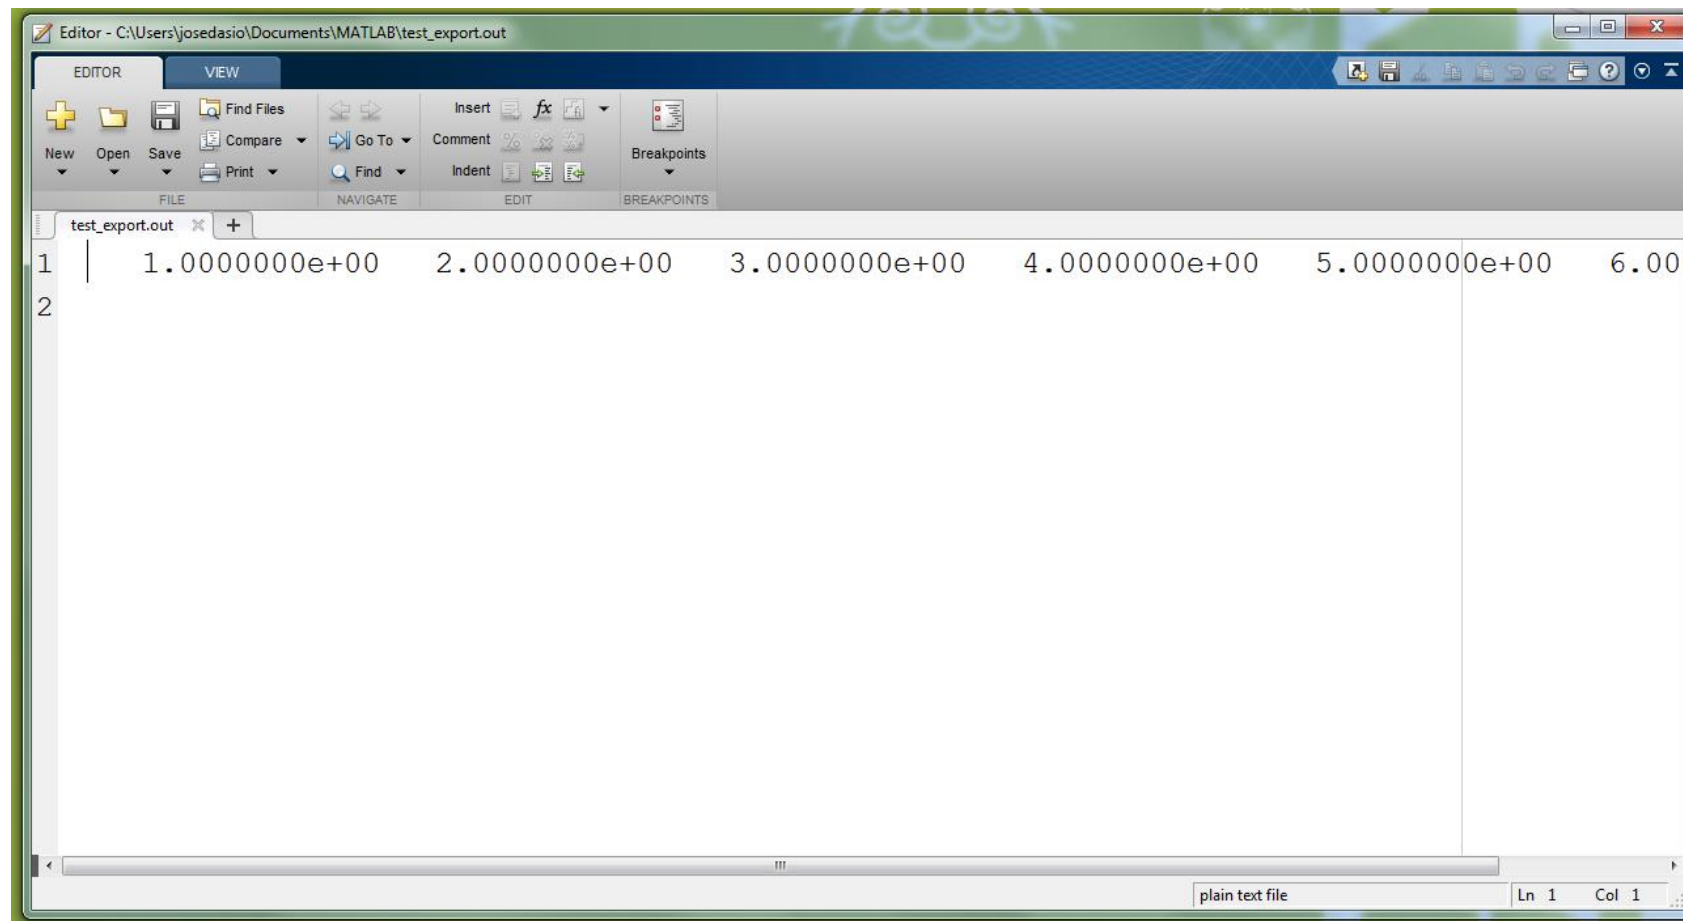 Editor - C:\Users\josedasio\Documents\MATLAB\test_export.out
EDITOR VIEW
New Open Save Find Files Compare Print
FILE
Go To Find
NAVIGATE
Insert fx
Comment
Indent
EDIT
Breakpoints
BREAKPOINTS
test_export.out
1 1.0000000e+00 2.0000000e+00 3.0000000e+00 4.0000000e+00 5.0000000e+00 6.00
2
plain text file Ln 1 Col 1